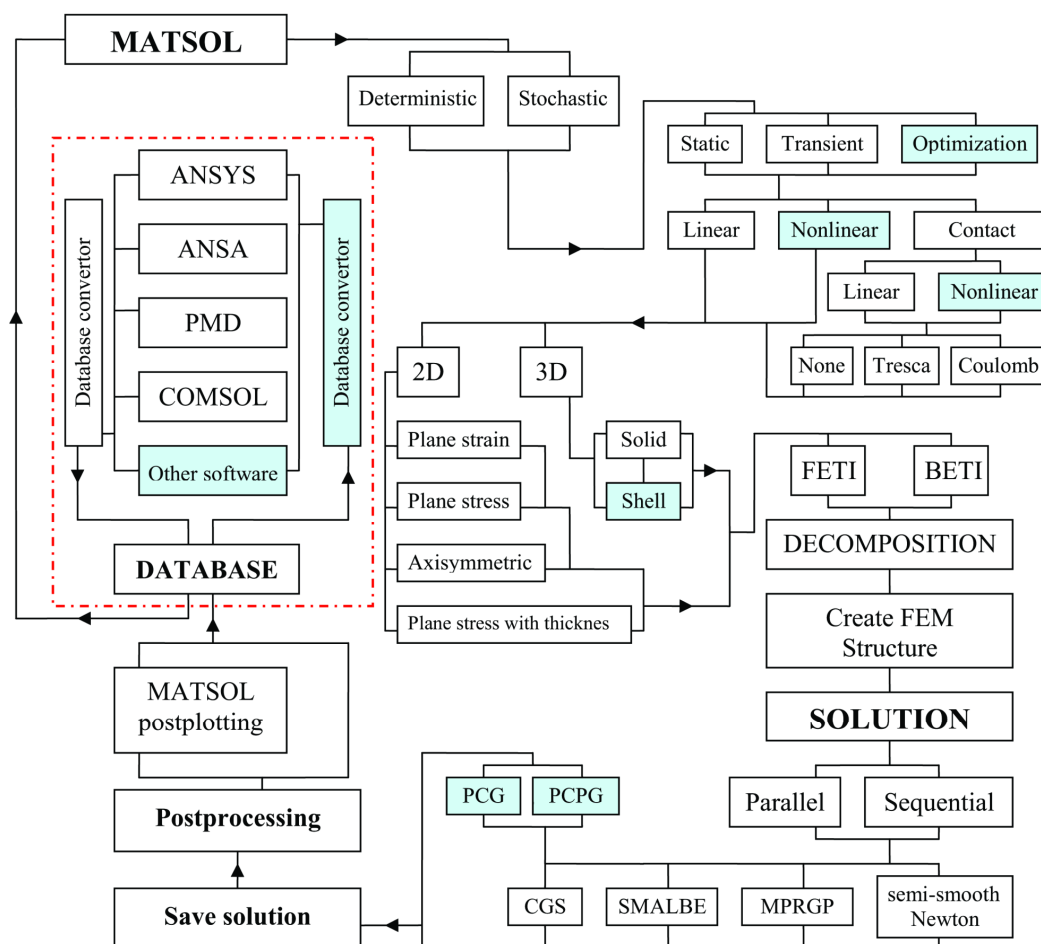 MATSOL
Deterministic
Stochastic
Static
Transient
Optimization
Linear
Nonlinear
Contact
Linear
Nonlinear
None
Tresca
Coulomb
Database convertor
ANSYS
ANSA
PMD
COMSOL
Other software
Database convertor
DATABASE
2D
3D
Plane strain
Plane stress
Axisymmetric
Plane stress with thicknes
Solid
Shell
FETI
BETI
DECOMPOSITION
Create FEM
Structure
SOLUTION
Parallel
Sequential
PCG
PCPG
CGS
SMALBE
MPRGP
semi-smooth
Newton
MATSOL
postplotting
Postprocessing
Save solution